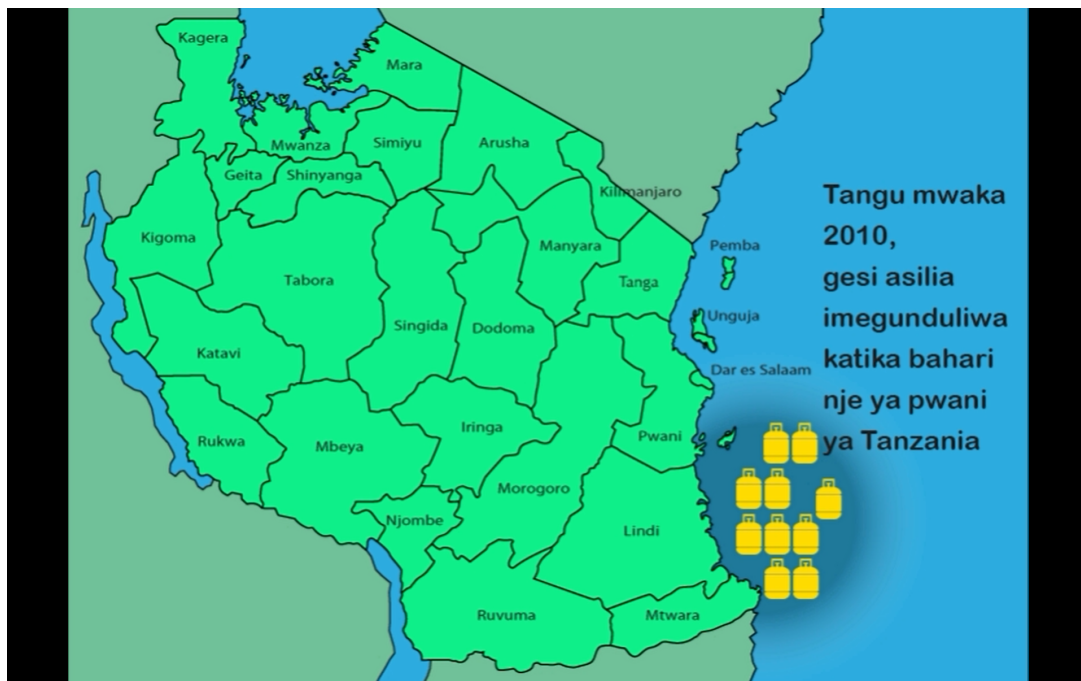 Kagera
Mara
Mwanza
Simiyu
Arusha
Geita
Shinyanga
Kilimanjaro
Kigoma
Tabora
Manyara
Tanga
Pemba
Unguja
Singida
Dodoma
Katavi
Dar es Salaam
Rukwa
Mbeya
Iringa
Pwani
Morogoro
Njombe
Lindi
Ruvuma
Mtwara
Tangu mwaka
2010,
gesi asilia
imegunduliwa
katika bahari
nje ya pwani
ya Tanzania